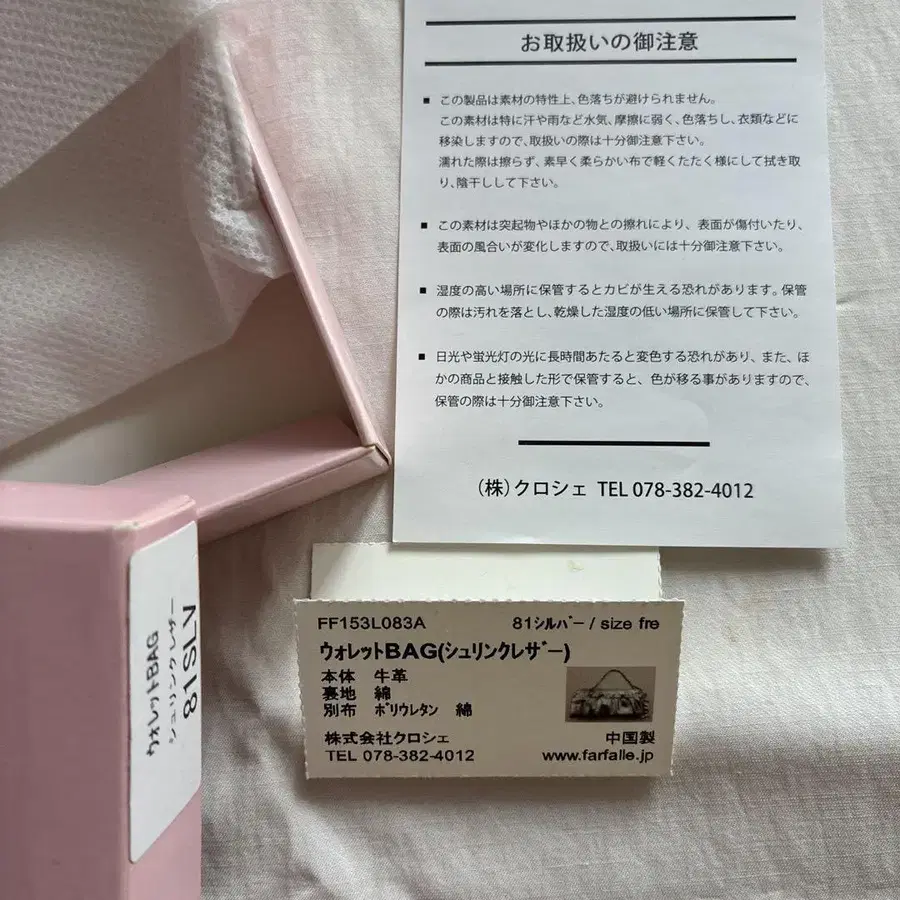 お取扱いの御注意
■ この製品は素材の特性上、色落ちが避けられません。
この素材は特に汗や雨など水気、摩擦に弱く、色落ちし、衣類などに
移染しますので、取扱いの際は十分御注意下さい。
濡れた際は擦らず、素早く柔らかい布で軽くたたく様にして拭き取
り、陰干しして下さい。
■ この素材は突起物やほかの物との擦れにより、表面が傷付いたり、
表面の風合いが変化しますので、取扱いには十分御注意下さい。
■ 湿度の高い場所に保管するとカビが生える恐れがあります。保管
の際は汚れを落とし、乾燥した湿度の低い場所に保管して下さい。
■ 日光や蛍光灯の光に長時間あたると変色する恐れがあり、また、ほ
かの商品と接触した形で保管すると、色が移る事がありますので、
保管の際は十分御注意下さい。
(株)クロシェ TEL 078-382-4012
ウォレットBAG
シュリンクレザー
81SLV
FF153L083A 81シルバー / size fre
ウォレットBAG(シュリンクレザー)
本体 牛革
裏地 綿
別布 ポリウレタン 綿
株式会社クロシェ 中国製
TEL 078-382-4012 www.farfalle.jp